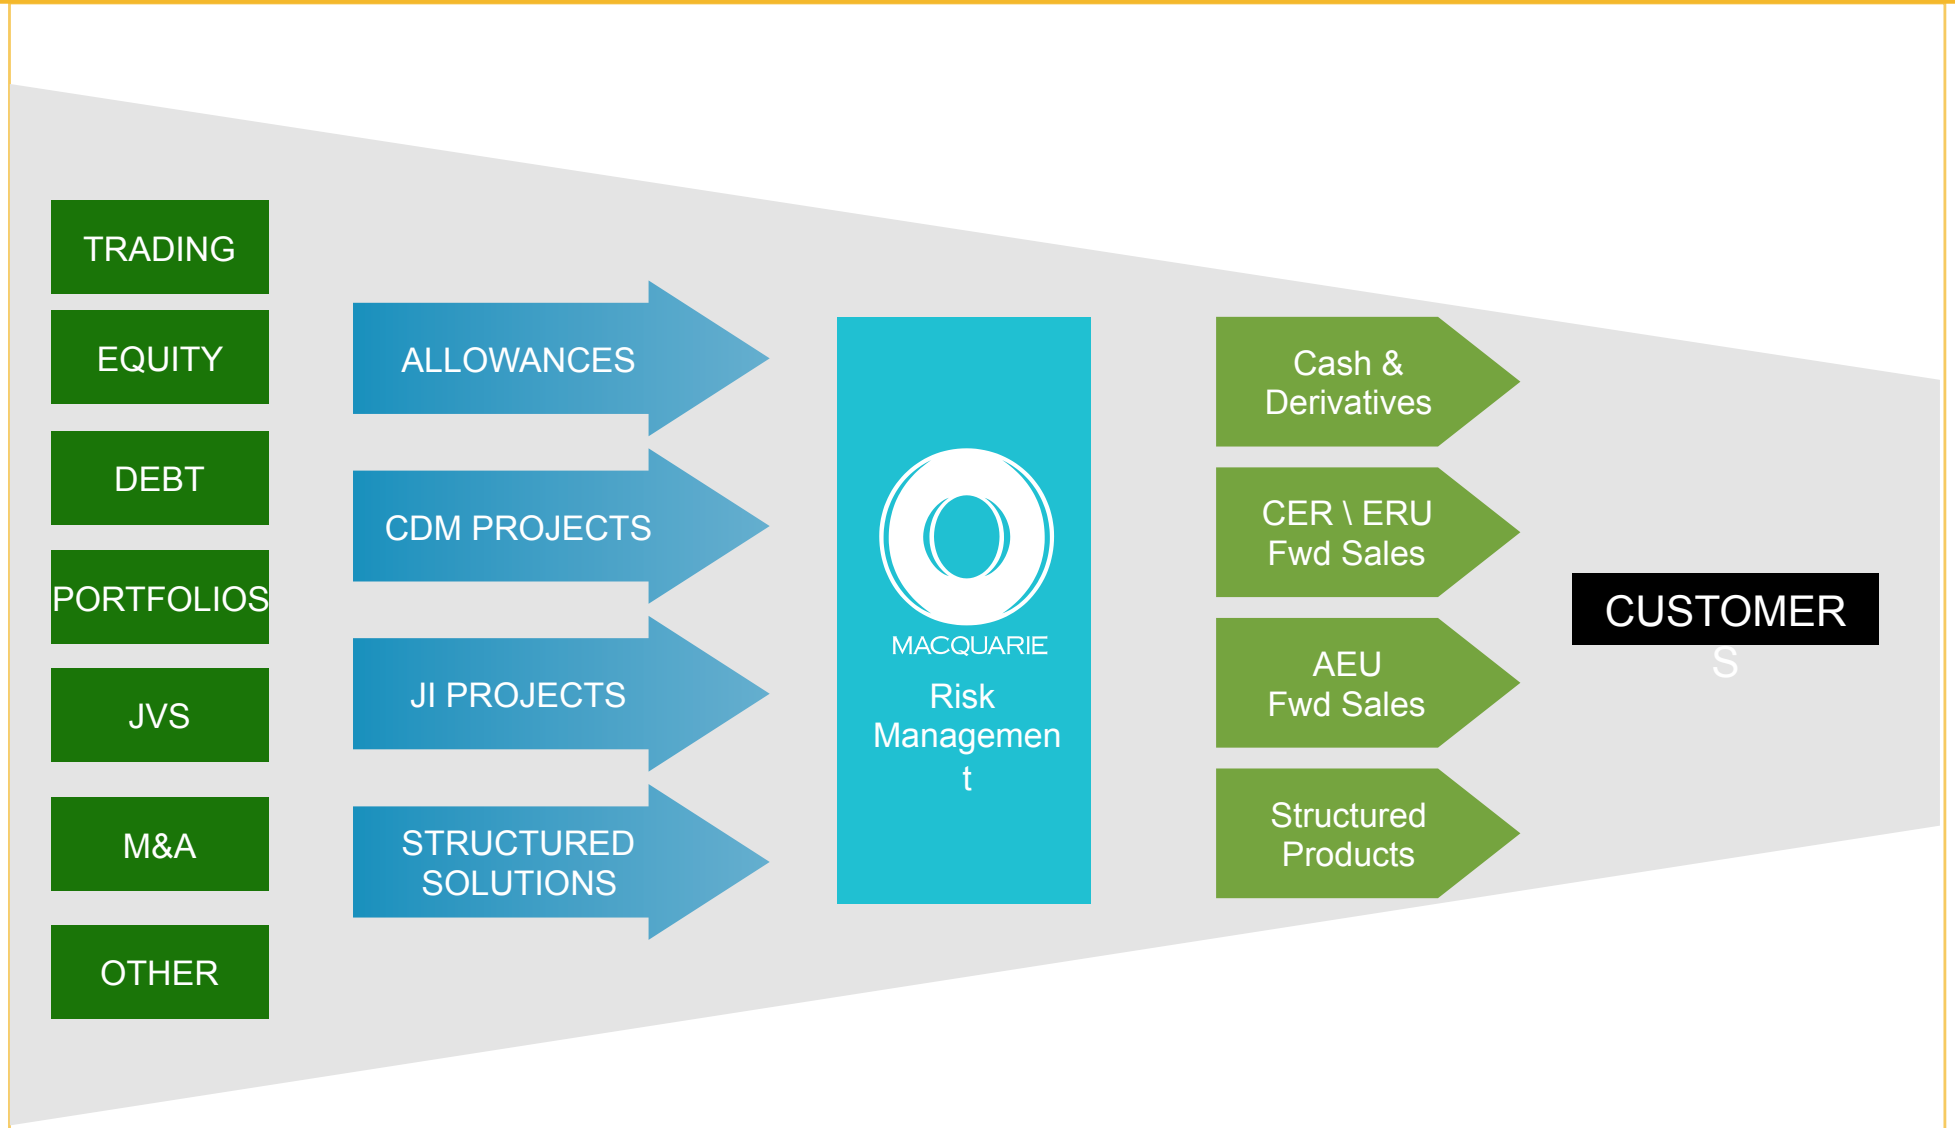 TRADING
EQUITY
DEBT
PORTFOLIOS
JVS
M&A
OTHER
ALLOWANCES
CDM PROJECTS
JI PROJECTS
STRUCTURED
SOLUTIONS
MACQUARIE
Risk
Managemen
t
Cash &
Derivatives
CER \ ERU
Fwd Sales
AEU
Fwd Sales
Structured
Products
CUSTOMER
S